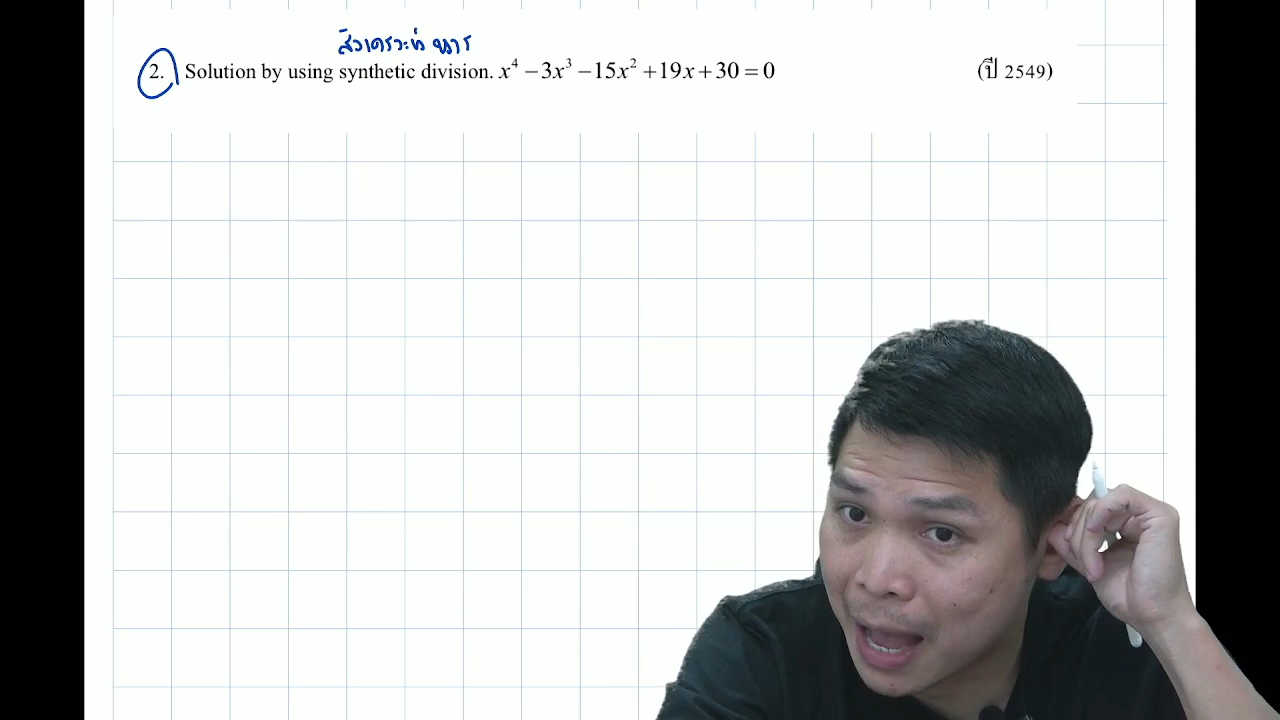 สังเคราะห์ หาร
2. Solution by using synthetic division. x⁴ − 3x³ − 15x² + 19x + 30 = 0 (ปี 2549)